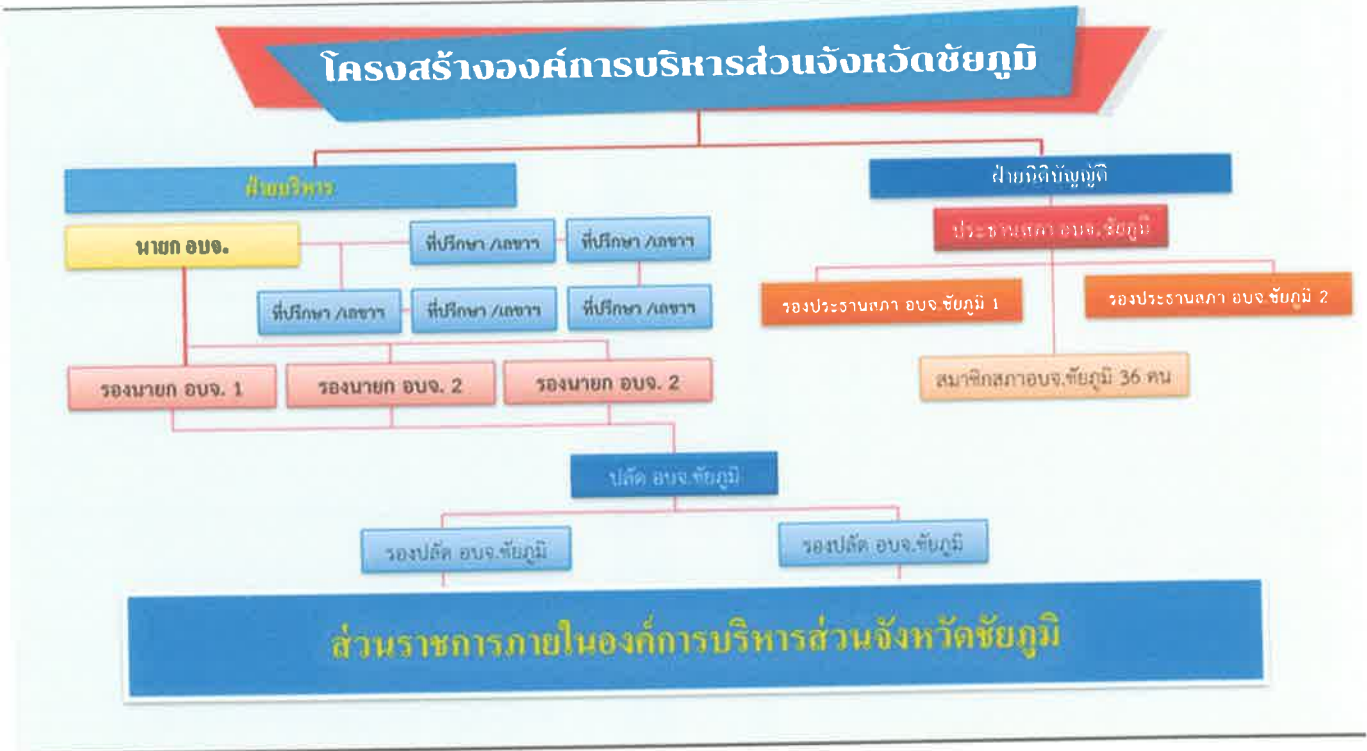 โครงสร้างองค์การบริหารส่วนจังหวัดชัยภูมิ
ฝ่ายบริหาร
ฝ่ายนิติบัญญัติ
นายก อบจ.
ที่ปรึกษา /เลขาฯ
ที่ปรึกษา /เลขาฯ
ประธานสภา อบจ.ชัยภูมิ
ที่ปรึกษา /เลขาฯ
ที่ปรึกษา /เลขาฯ
ที่ปรึกษา /เลขาฯ
รองประธานสภา อบจ.ชัยภูมิ 1
รองประธานสภา อบจ.ชัยภูมิ 2
รองนายก อบจ. 1
รองนายก อบจ. 2
รองนายก อบจ. 2
สมาชิกสภาอบจ.ชัยภูมิ 36 คน
ปลัด อบจ.ชัยภูมิ
รองปลัด อบจ.ชัยภูมิ
รองปลัด อบจ.ชัยภูมิ
ส่วนราชการภายในองค์การบริหารส่วนจังหวัดชัยภูมิ